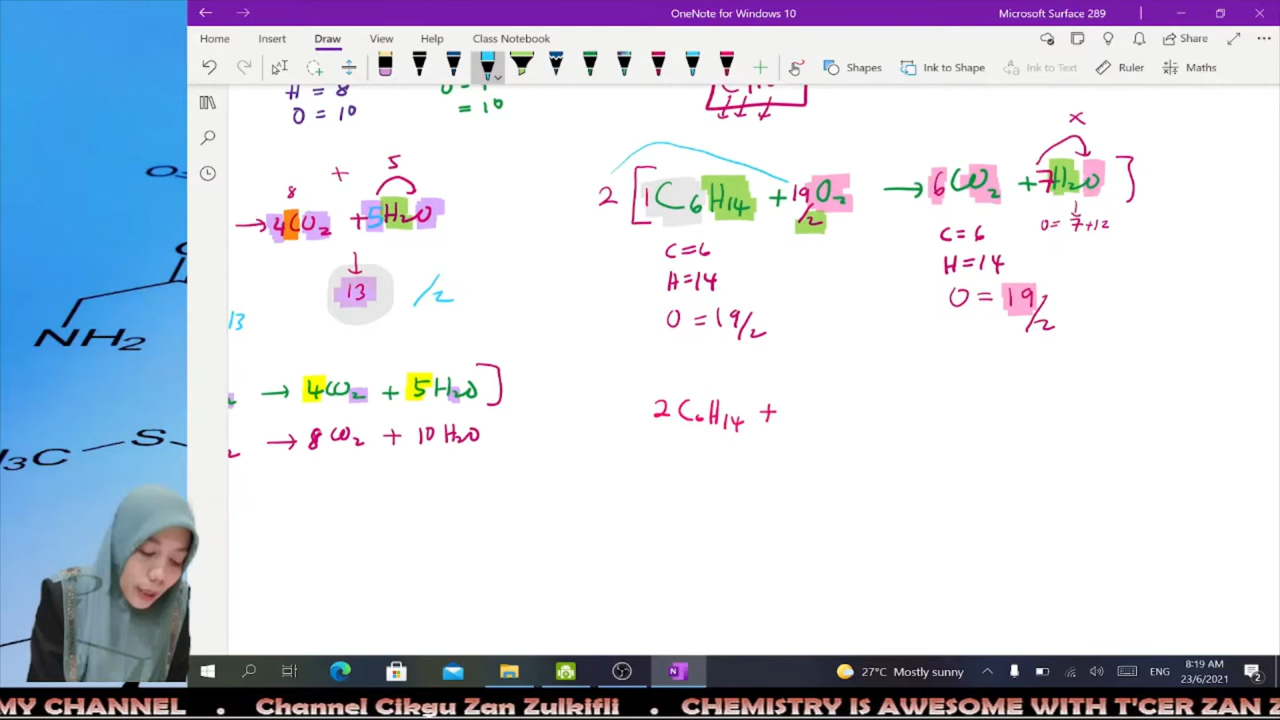 OneNote for Windows 10
Microsoft Surface 289
Home Insert Draw View Help Class Notebook
Share
Shapes Ink to Shape Ink to Text Ruler Maths
H = 8
O = 10
= 10
+ 5
8
→ 4CO₂ + 5H₂O
13
/2
13
→ 4CO₂ + 5H₂O ]
→ 8CO₂ + 10H₂O
x
2 [ 1C₆H₁₄ + 19/2 O₂ → 6CO₂ + 7H₂O ]
O = 7+12
C=6
H=14
O = 19/2
C=6
H=14
O = 19/2
2C₆H₁₄ +
NH₂
S
27°C Mostly sunny
ENG
8:19 AM
23/6/2021
2
MY CHANNEL • Channel Cikgu Zan Zulkifli • CHEMISTRY IS AWESOME WITH T'CER ZAN Z